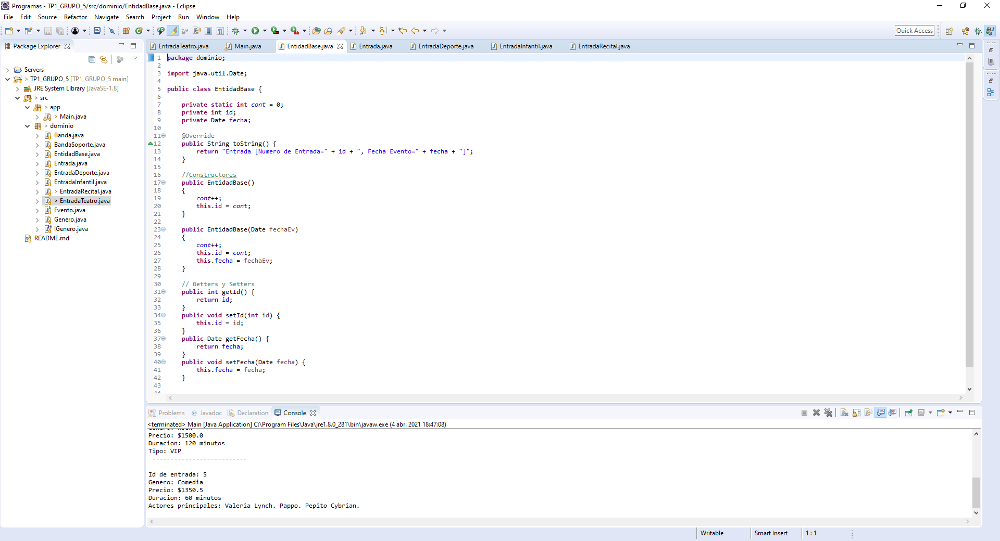 Programas - TP1_GRUPO_5/src/dominio/EntidadBase.java - Eclipse
File Edit Source Refactor Navigate Search Project Run Window Help
Quick Access
Package Explorer
Servers
> TP1_GRUPO_5 [TP1_GRUPO_5 main]
JRE System Library [JavaSE-1.8]
> src
> app
> Main.java
> dominio
Banda.java
BandaSoporte.java
EntidadBase.java
Entrada.java
EntradaDeporte.java
EntradaInfantil.java
> EntradaRecital.java
> EntradaTeatro.java
Evento.java
Genero.java
IGenero.java
README.md
EntradaTeatro.java Main.java EntidadBase.java Entrada.java EntradaDeporte.java EntradaInfantil.java EntradaRecital.java
1 package dominio;
2
3 import java.util.Date;
4
5 public class EntidadBase {
6
7 private static int cont = 0;
8 private int id;
9 private Date fecha;
10
11 @Override
12 public String toString() {
13 return "Entrada [Numero de Entrada=" + id + ", Fecha Evento=" + fecha + "]";
14 }
15
16 //Constructores
17 public EntidadBase()
18 {
19 cont++;
20 this.id = cont;
21 }
22
23 public EntidadBase(Date fechaEv)
24 {
25 cont++;
26 this.id = cont;
27 this.fecha = fechaEv;
28 }
29
30 // Getters y Setters
31 public int getId() {
32 return id;
33 }
34 public void setId(int id) {
35 this.id = id;
36 }
37 public Date getFecha() {
38 return fecha;
39 }
40 public void setFecha(Date fecha) {
41 this.fecha = fecha;
42 }
43
44
Problems @ Javadoc Declaration Console
<terminated> Main [Java Application] C:\Program Files\Java\jre1.8.0_281\bin\javaw.exe (4 abr. 2021 18:47:08)
Precio: $1500.0
Duracion: 120 minutos
Tipo: VIP
--------------------------
Id de entrada: 5
Genero: Comedia
Precio: $1350.5
Duracion: 60 minutos
Actores principales: Valeria Lynch. Pappo. Pepito Cybrian.
Writable Smart Insert 1 : 1